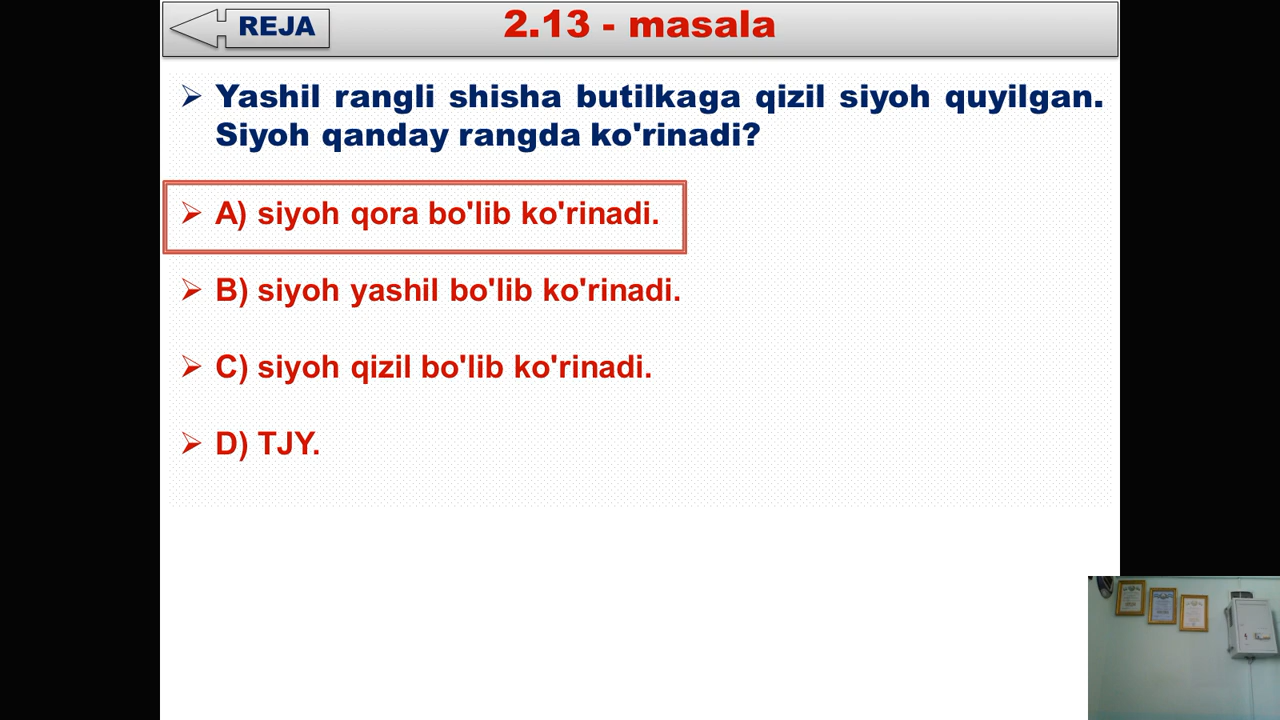 REJA
2.13 - masala
Yashil rangli shisha butilkaga qizil siyoh quyilgan.
Siyoh qanday rangda ko'rinadi?
A) siyoh qora bo'lib ko'rinadi.
B) siyoh yashil bo'lib ko'rinadi.
C) siyoh qizil bo'lib ko'rinadi.
D) TJY.